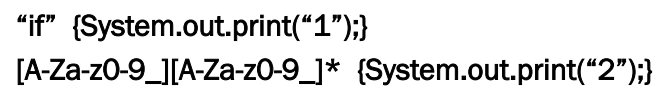 “if” {System.out.print(“1”);}
[A-Za-z0-9_][A-Za-z0-9_]* {System.out.print(“2”);}